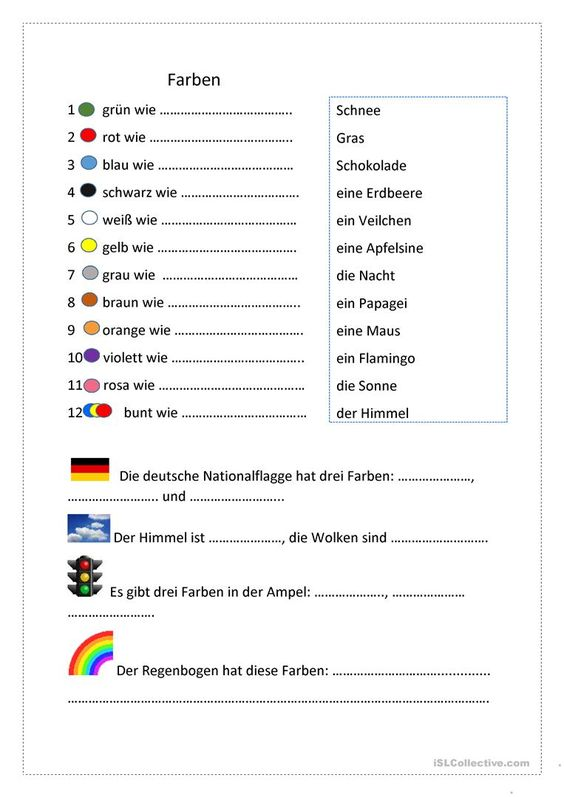 Farben
1 grün wie ………………………………..
2 rot wie …………………………………..
3 blau wie …………………………………
4 schwarz wie …………………………….
5 weiß wie …………………………………
6 gelb wie ………………………………….
7 grau wie …………………………………
8 braun wie ………………………………..
9 orange wie ……………………………….
10 violett wie ………………………………..
11 rosa wie ……………………………………
12 bunt wie ………………………………
Schnee
Gras
Schokolade
eine Erdbeere
ein Veilchen
eine Apfelsine
die Nacht
ein Papagei
eine Maus
ein Flamingo
die Sonne
der Himmel
Die deutsche Nationalflagge hat drei Farben: …………………,
…………………….. und ……………………...
Der Himmel ist …………………, die Wolken sind ……………………….
Es gibt drei Farben in der Ampel: ……………….., …………………
…………………….
Der Regenbogen hat diese Farben: …………………………..............
……………………………………………………………………………………………………….
iSLCollective.com